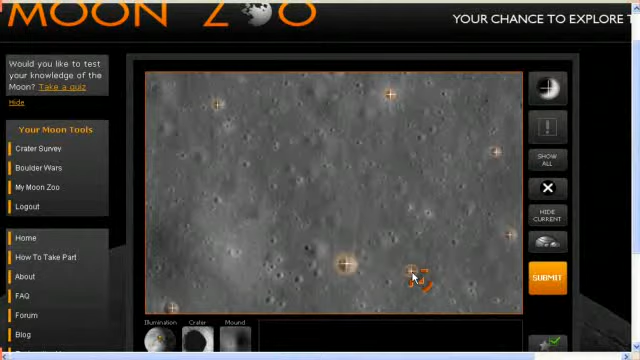 MOON ZOO
YOUR CHANCE TO EXPLORE T
Would you like to test
your knowledge of the
Moon? Take a quiz
Hide
Your Moon Tools
Crater Survey
Boulder Wars
My Moon Zoo
Logout
Home
How To Take Part
About
FAQ
Forum
Blog
SHOW
ALL
HIDE
CURRENT
SUBMIT
Illumination
Crater
Mound